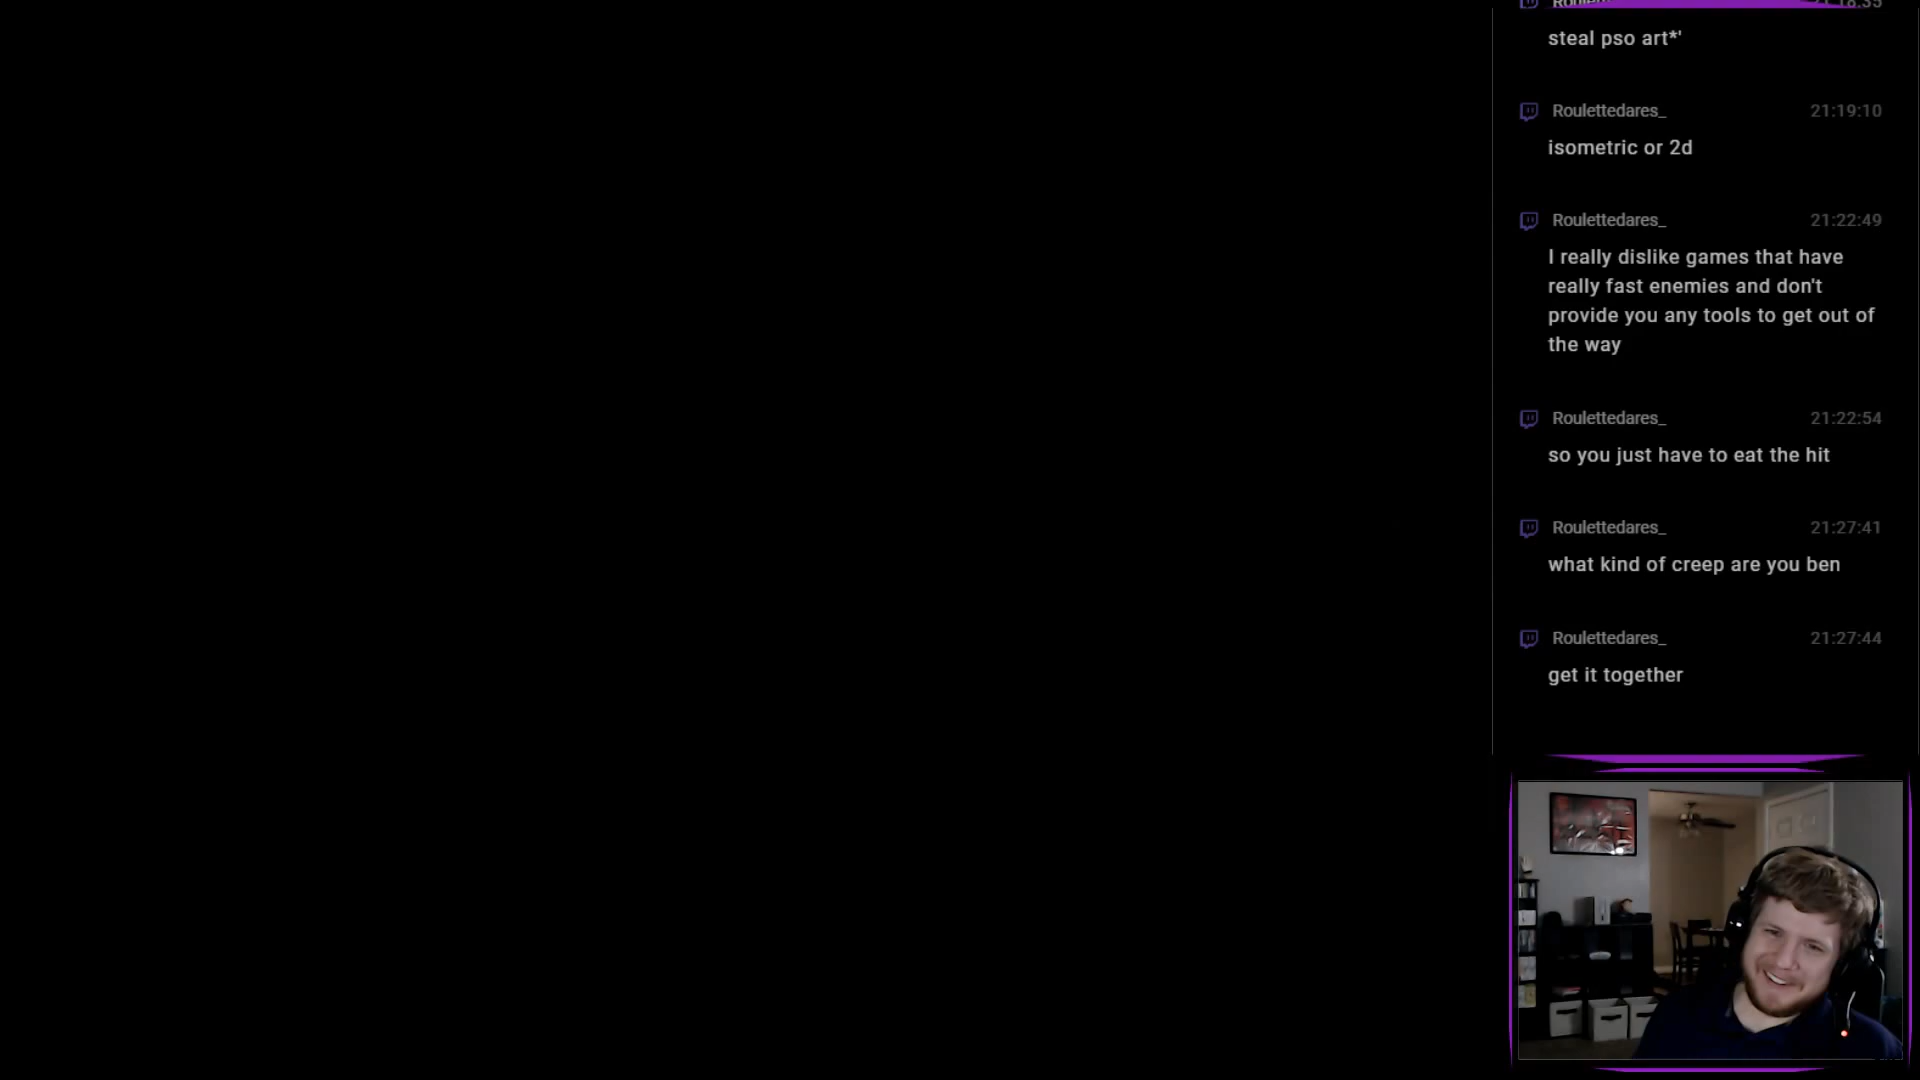 steal pso art*'
Roulettedares_ 21:19:10
isometric or 2d
Roulettedares_ 21:22:49
I really dislike games that have
really fast enemies and don't
provide you any tools to get out of
the way
Roulettedares_ 21:22:54
so you just have to eat the hit
Roulettedares_ 21:27:41
what kind of creep are you ben
Roulettedares_ 21:27:44
get it together